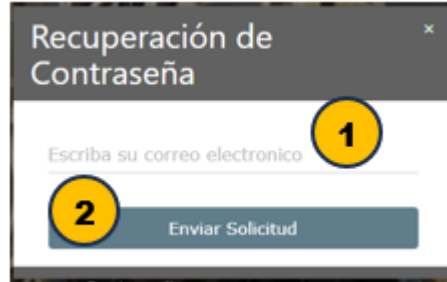 Recuperación de
Contraseña
×
1
Escriba su correo electronico
2
Enviar Solicitud